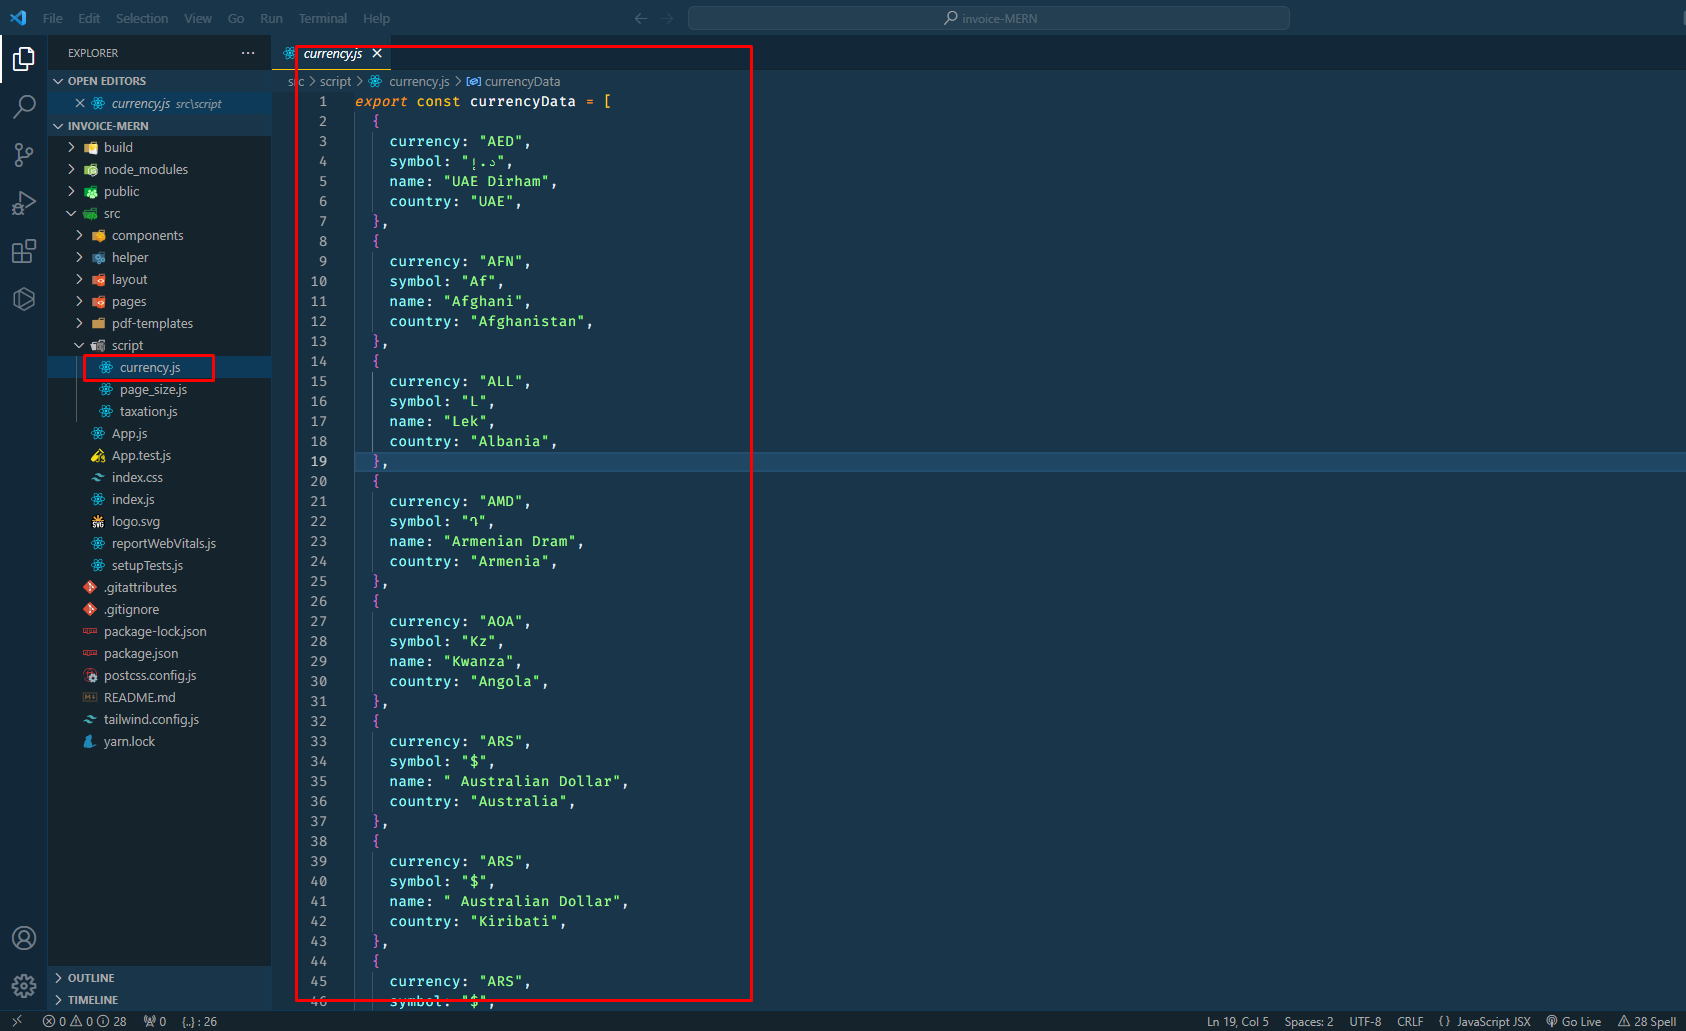 File Edit Selection View Go Run Terminal Help
invoice-MERN
EXPLORER
OPEN EDITORS
currency.js src\script
INVOICE-MERN
build
node_modules
public
src
components
helper
layout
pages
pdf-templates
script
currency.js
page_size.js
taxation.js
App.js
App.test.js
index.css
index.js
logo.svg
reportWebVitals.js
setupTests.js
.gitattributes
.gitignore
package-lock.json
package.json
postcss.config.js
README.md
tailwind.config.js
yarn.lock
OUTLINE
TIMELINE
currency.js
src > script > currency.js > currencyData
1 export const currencyData = [
2 {
3 currency: "AED",
4 symbol: "د.إ",
5 name: "UAE Dirham",
6 country: "UAE",
7 },
8 {
9 currency: "AFN",
10 symbol: "Af",
11 name: "Afghani",
12 country: "Afghanistan",
13 },
14 {
15 currency: "ALL",
16 symbol: "L",
17 name: "Lek",
18 country: "Albania",
19 },
20 {
21 currency: "AMD",
22 symbol: "Դ",
23 name: "Armenian Dram",
24 country: "Armenia",
25 },
26 {
27 currency: "AOA",
28 symbol: "Kz",
29 name: "Kwanza",
30 country: "Angola",
31 },
32 {
33 currency: "ARS",
34 symbol: "$",
35 name: " Australian Dollar",
36 country: "Australia",
37 },
38 {
39 currency: "ARS",
40 symbol: "$",
41 name: " Australian Dollar",
42 country: "Kiribati",
43 },
44 {
45 currency: "ARS",
46 symbol: "$",
0 0 28 0 {..} : 26
Ln 19, Col 5 Spaces: 2 UTF-8 CRLF {} JavaScript JSX Go Live 28 Spell